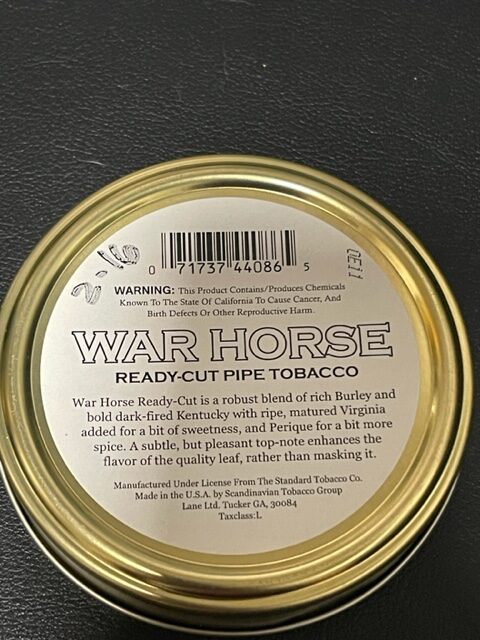 2-16
0 71737 44086 5
0E11
WARNING: This Product Contains/Produces Chemicals
Known To The State Of California To Cause Cancer, And
Birth Defects Or Other Reproductive Harm.
WAR HORSE
READY-CUT PIPE TOBACCO
War Horse Ready-Cut is a robust blend of rich Burley and
bold dark-fired Kentucky with ripe, matured Virginia
added for a bit of sweetness, and Perique for a bit more
spice. A subtle, but pleasant top-note enhances the
flavor of the quality leaf, rather than masking it.
Manufactured Under License From The Standard Tobacco Co.
Made in the U.S.A. by Scandinavian Tobacco Group
Lane Ltd. Tucker GA, 30084
Taxclass:L